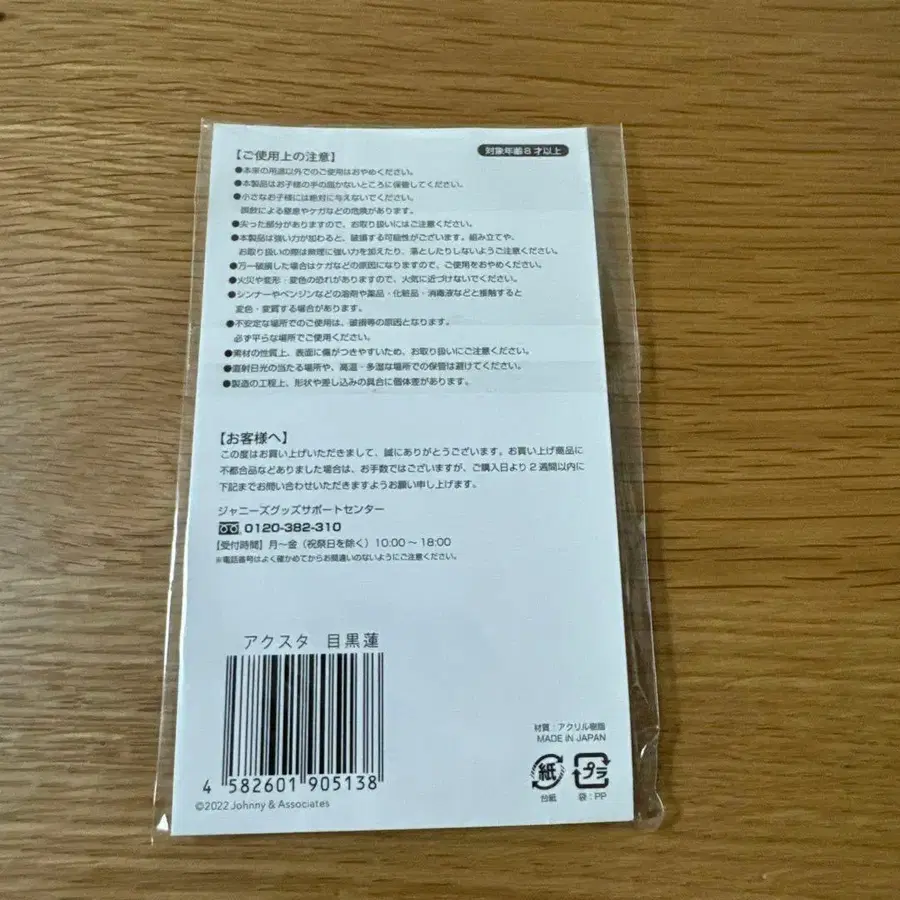 【ご使用上の注意】
対象年齢8才以上
●本来の用途以外でのご使用はおやめください。
●本製品はお子様の手の届かないところに保管してください。
●小さなお子様には絶対に与えないでください。
誤飲による窒息やケガなどの危険があります。
●尖った部分がありますので、お取り扱いにはご注意ください。
●本製品は強い力が加わると、破損する可能性がございます。組み立てや、
お取り扱いの際は無理に強い力を加えたり、落としたりしないようご注意ください。
●万一破損した場合はケガなどの原因になりますので、ご使用をおやめください。
●火災や変形・変色の恐れがありますので、火気に近づけないでください。
●シンナーやベンジンなどの溶剤や薬品・化粧品・消毒液などと接触すると
変色・変質する場合があります。
●不安定な場所でのご使用は、破損等の原因となります。
必ず平らな場所でご使用ください。
●素材の性質上、表面に傷がつきやすいため、お取り扱いにご注意ください。
●直射日光の当たる場所や、高温・多湿な場所での保管は避けてください。
●製造の工程上、形状や差し込みの具合に個体差があります。
【お客様へ】
この度はお買い上げいただきまして、誠にありがとうございます。お買い上げ商品に
不都合品などありました場合は、お手数ではございますが、ご購入日より2週間以内に
下記までお問い合わせいただきますようお願い申し上げます。
ジャニーズグッズサポートセンター
0120-382-310
【受付時間】月～金（祝祭日を除く）10:00～18:00
※電話番号はよく確かめてからお間違いのないようにご注意ください。
アクスタ 目黒蓮
4 582601 905138
©2022 Johnny & Associates
材質：アクリル樹脂
MADE IN JAPAN
紙 プラ
台紙 袋：PP